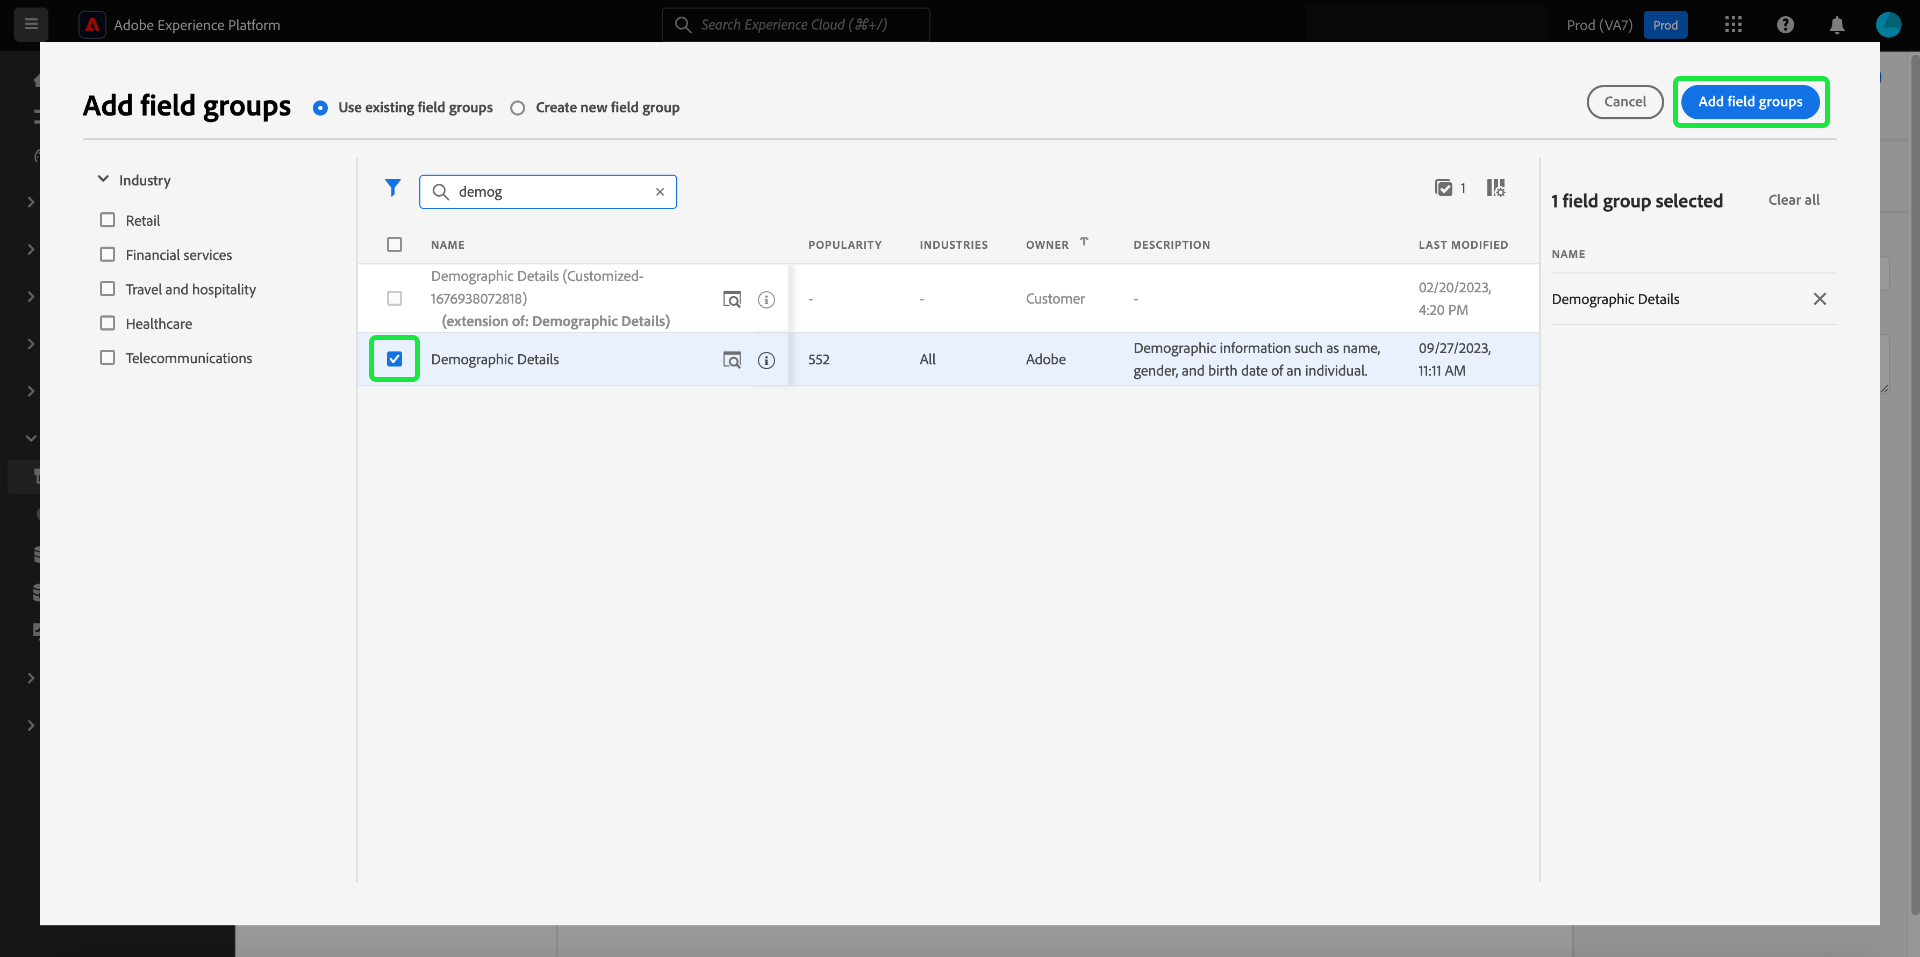 Adobe Experience Platform
Search Experience Cloud (⌘+/)
Prod (VA7)
Prod
Add field groups
Use existing field groups
Create new field group
Cancel
Add field groups
Industry
Retail
Financial services
Travel and hospitality
Healthcare
Telecommunications
demog
1
NAME
POPULARITY
INDUSTRIES
OWNER
DESCRIPTION
LAST MODIFIED
Demographic Details (Customized-
1676938072818)
(extension of: Demographic Details)
-
-
Customer
-
02/20/2023,
4:20 PM
Demographic Details
552
All
Adobe
Demographic information such as name,
gender, and birth date of an individual.
09/27/2023,
11:11 AM
1 field group selected
Clear all
NAME
Demographic Details